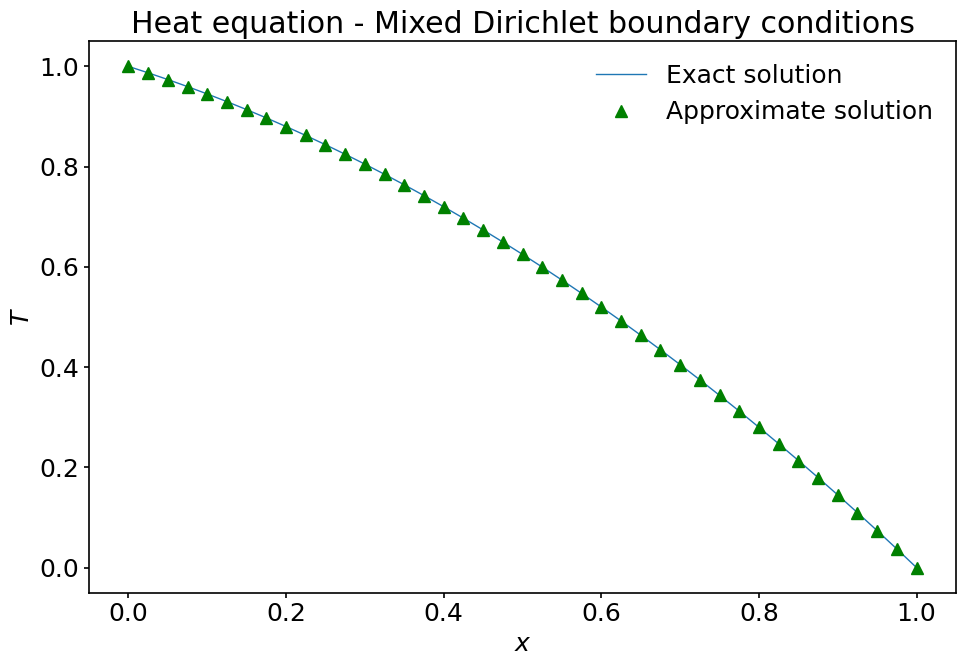 Heat equation - Mixed Dirichlet boundary conditions
Exact solution
Approximate solution
T
1.0
0.8
0.6
0.4
0.2
0.0
0.0 0.2 0.4 0.6 0.8 1.0
x